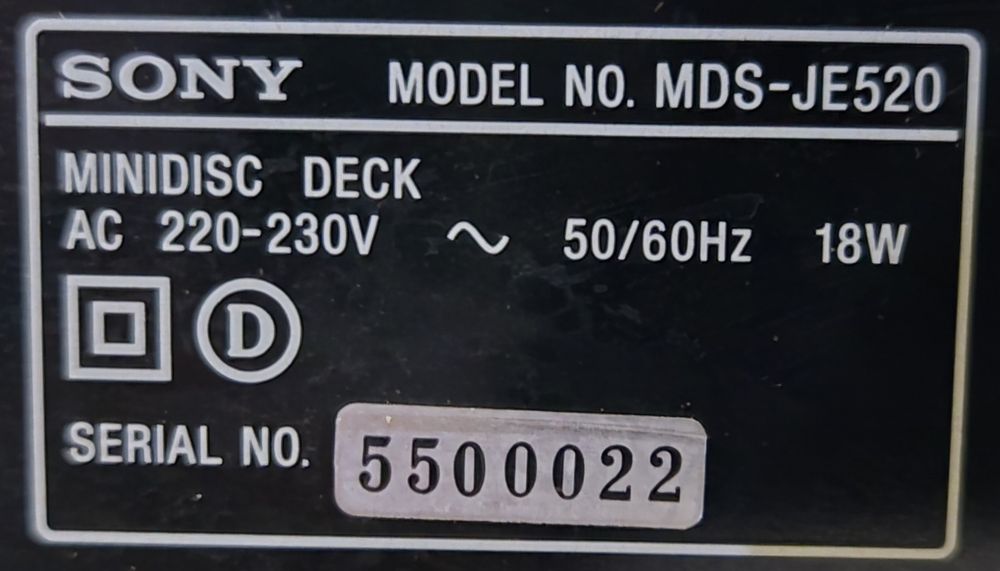 SONY MODEL NO. MDS-JE520
MINIDISC DECK
AC 220-230V ~ 50/60Hz 18W
D
SERIAL NO. 5500022